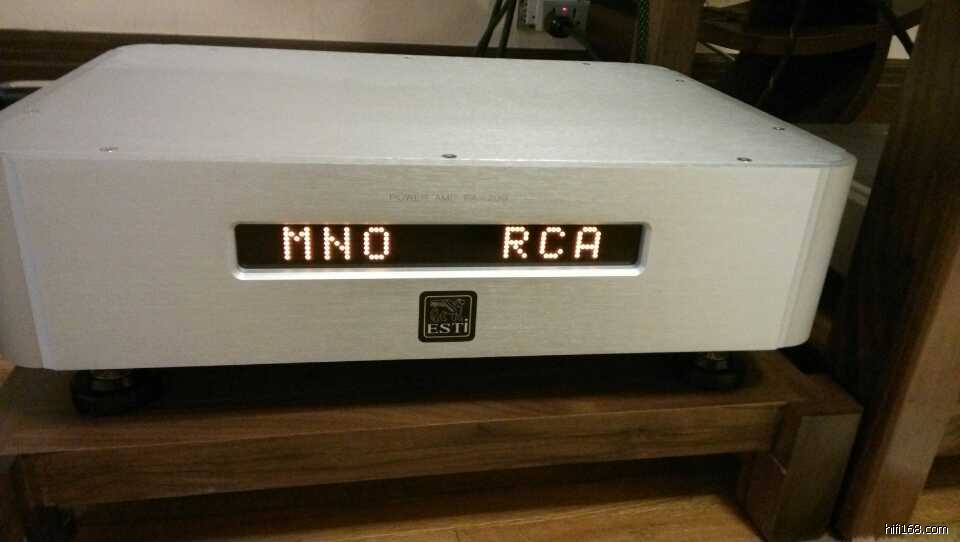 POWER AMP
MNO RCA
ESTi
hifi168.com